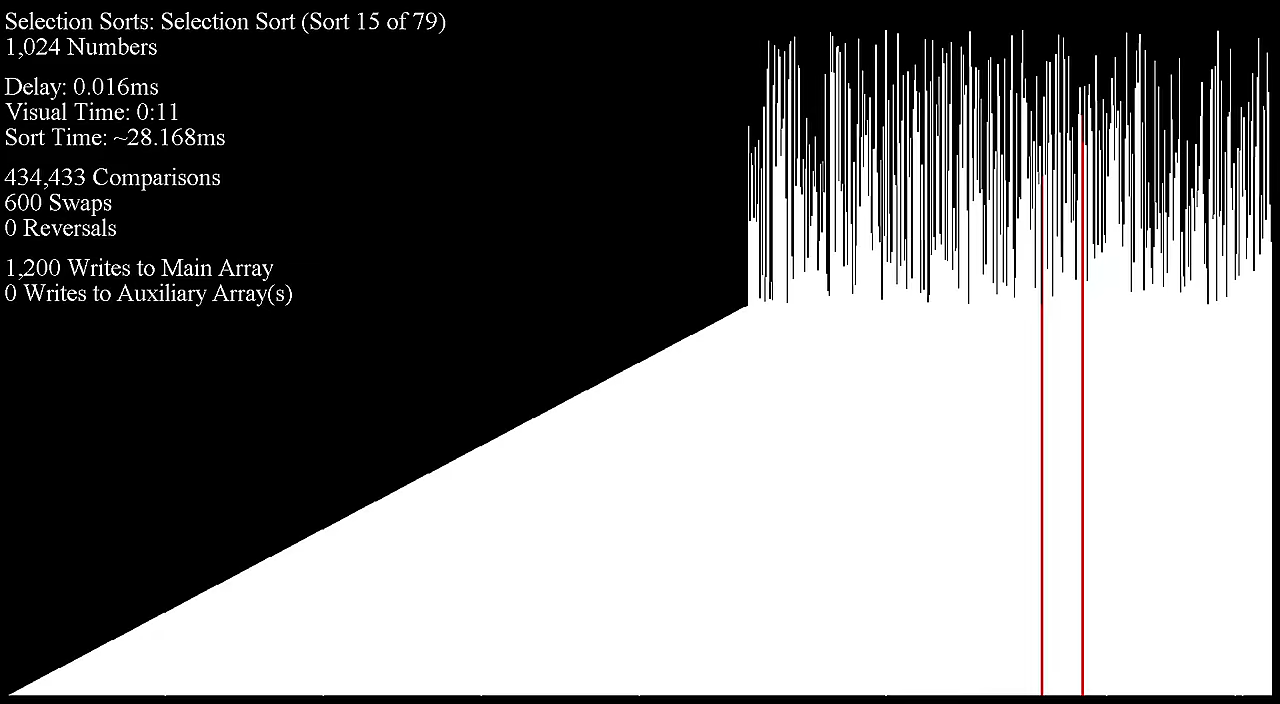 Selection Sorts: Selection Sort (Sort 15 of 79)
1,024 Numbers
Delay: 0.016ms
Visual Time: 0:11
Sort Time: ~28.168ms
434,433 Comparisons
600 Swaps
0 Reversals
1,200 Writes to Main Array
0 Writes to Auxiliary Array(s)